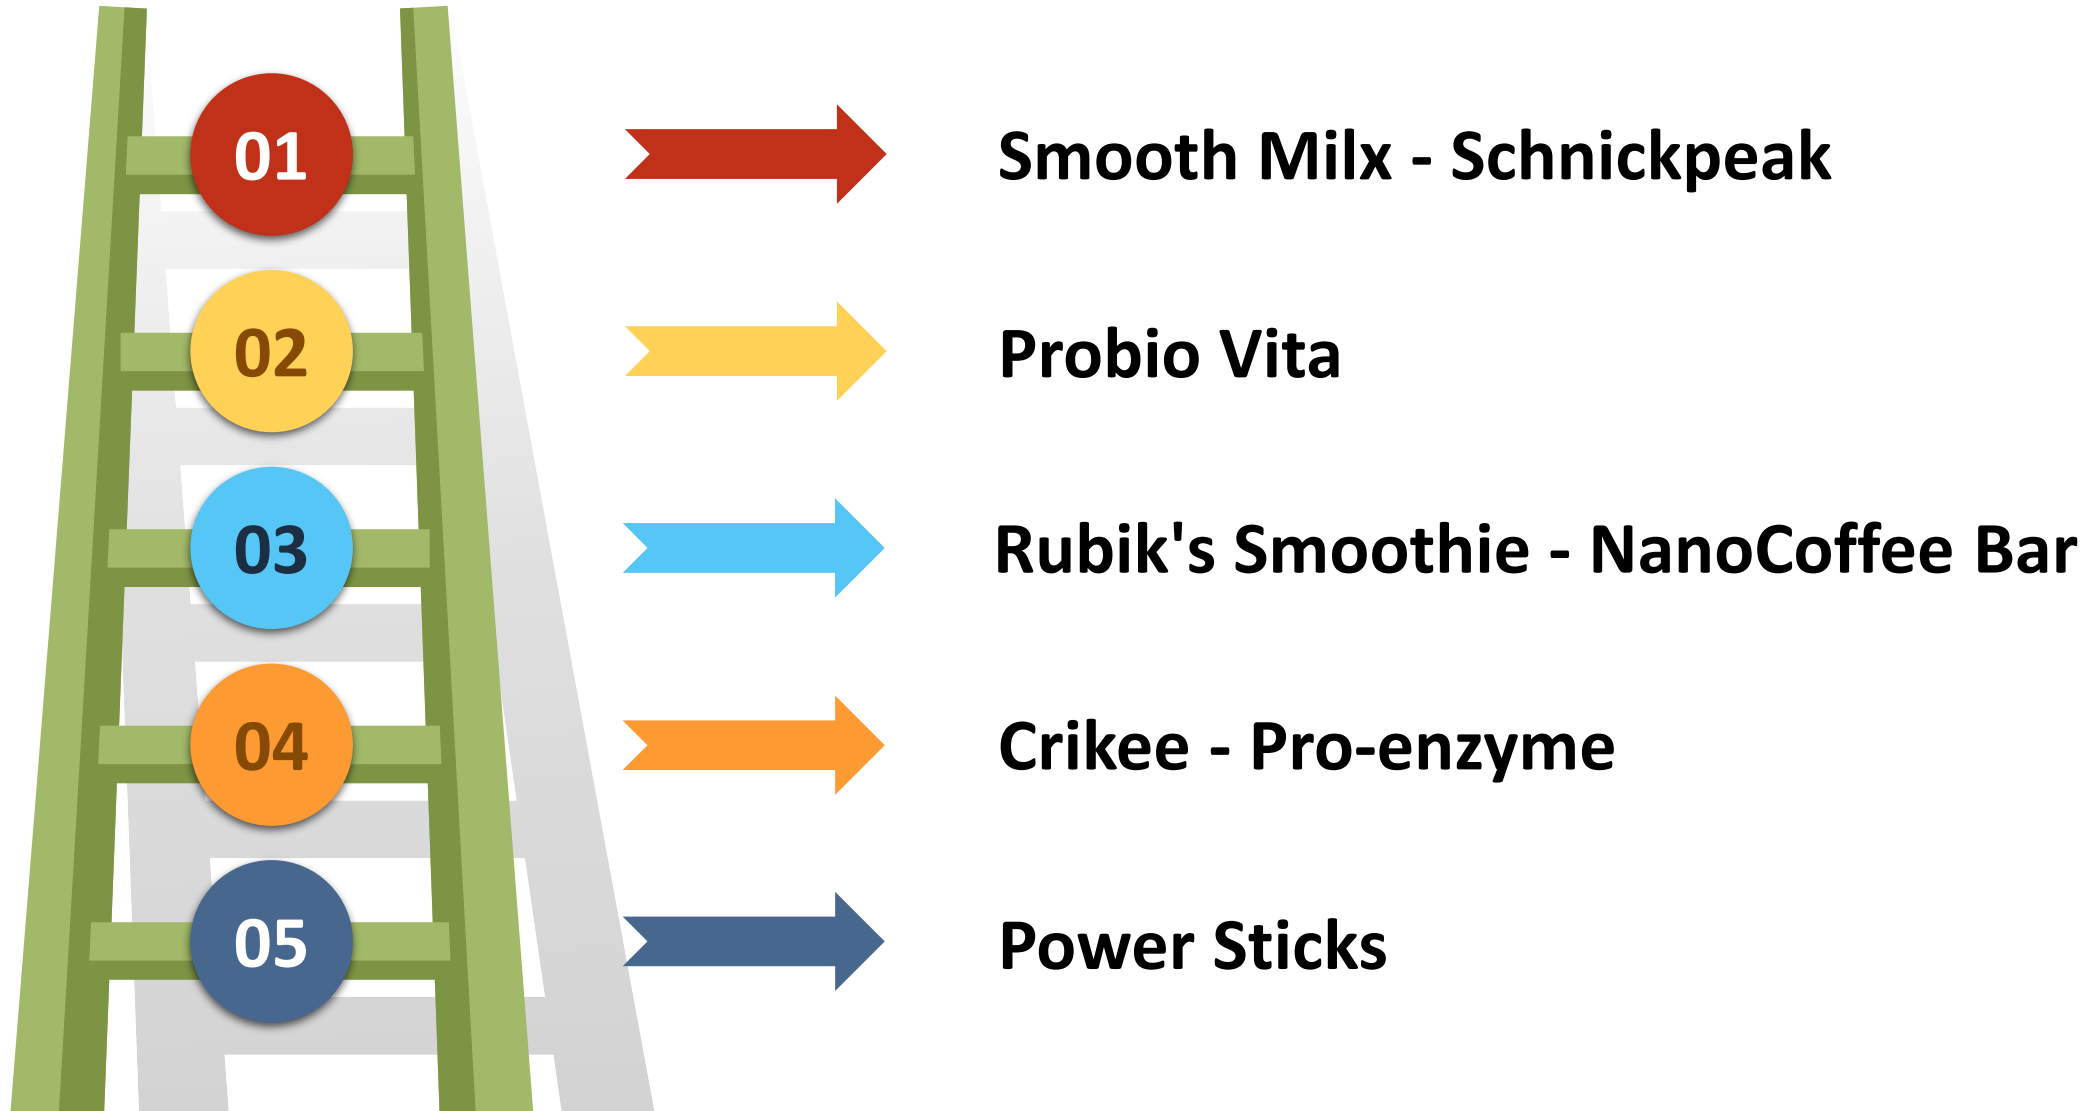 01 Smooth Milx - Schnickpeak
02 Probio Vita
03 Rubik's Smoothie - NanoCoffee Bar
04 Crikee - Pro-enzyme
05 Power Sticks